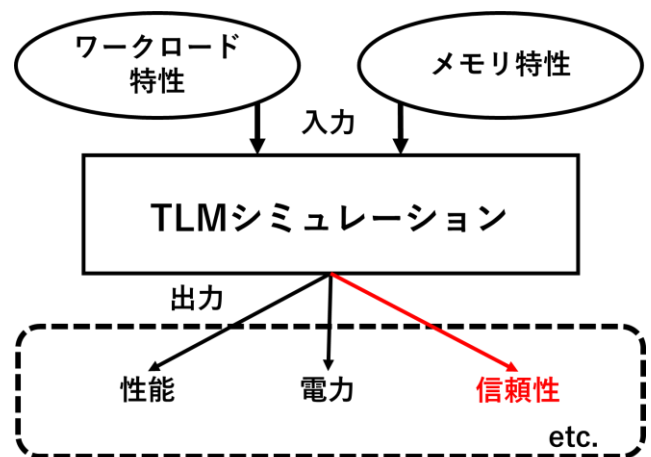 ワークロード
特性
メモリ特性
入力
TLMシミュレーション
出力
性能
電力
信頼性
etc.